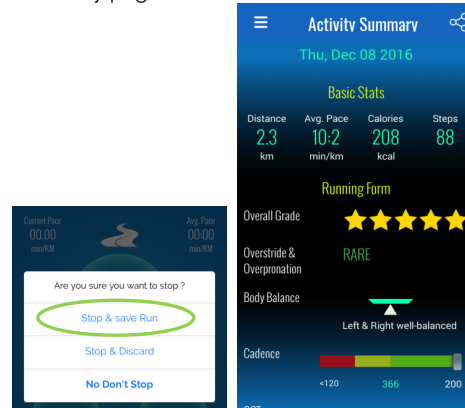 Current Pace
00.00
min/KM
Avg. Pace
00:00
min/KM
Are you sure you want to stop ?
Stop & save Run
Stop & Discard
No Don't Stop
Activity Summary
Thu, Dec 08 2016
Basic Stats
Distance Avg. Pace Calories Steps
2.3 10:2 208 88
km min/km kcal
Running Form
Overall Grade
Overstride & RARE
Overpronation
Body Balance
Left & Right well-balanced
Cadence
<120 366 200